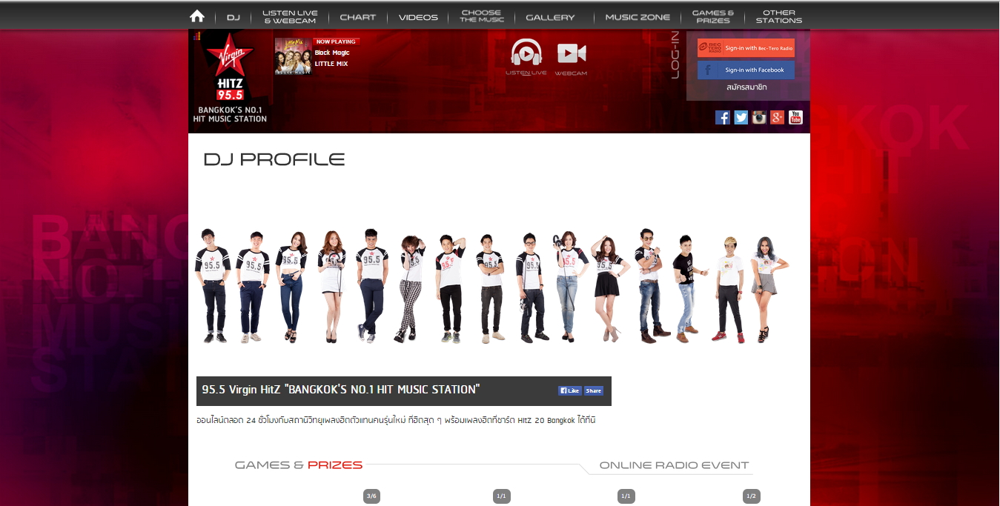 DJ
LISTEN LIVE
& WEBCAM
CHART
VIDEOS
CHOOSE
THE MUSIC
GALLERY
MUSIC ZONE
GAMES &
PRIZES
OTHER
STATIONS
Virgin
HITZ
95.5
BANGKOK'S NO.1
HIT MUSIC STATION
NOW PLAYING
Black Magic
LITTLE MIX
LISTEN LIVE
WEBCAM
LOG-IN
BEC
TERO
RADIO
Sign-in with Bec-Tero Radio
Sign-in with Facebook
สมัครสมาชิก
You
Tube
DJ PROFILE
95.5 Virgin HitZ "BANGKOK'S NO.1 HIT MUSIC STATION"
Like
Share
ออนไลน์ตลอด 24 ชั่วโมงกับสถานีวิทยุเพลงฮิตตัวแทนคนรุ่นใหม่ ที่ฮิตสุด ๆ พร้อมเพลงฮิตที่ชาร์ต HitZ 20 Bangkok ได้ที่นี่
GAMES & PRIZES
ONLINE RADIO EVENT
3/6
1/1
1/1
1/2